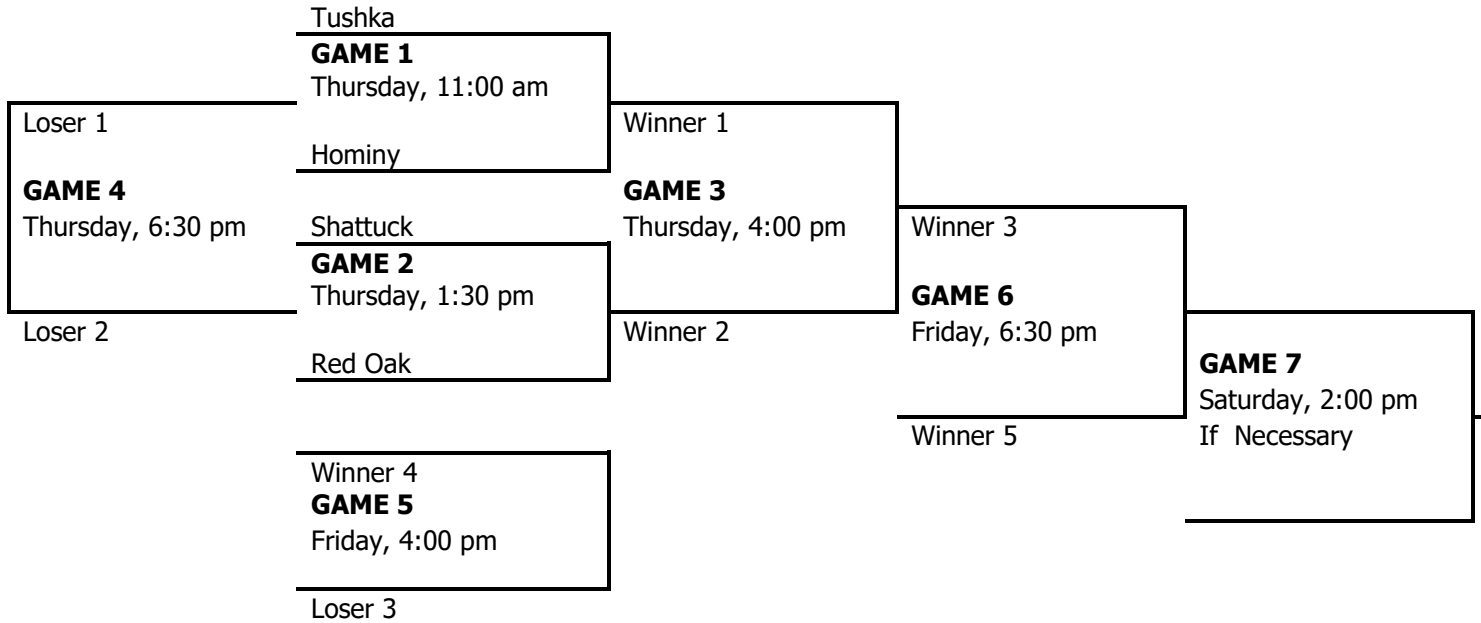 Tushka
GAME 1
Thursday, 11:00 am
Loser 1
Winner 1
Hominy
GAME 4
GAME 3
Thursday, 6:30 pm
Shattuck
Thursday, 4:00 pm
Winner 3
GAME 2
Thursday, 1:30 pm
GAME 6
Loser 2
Winner 2
Friday, 6:30 pm
Red Oak
GAME 7
Saturday, 2:00 pm
Winner 5
If Necessary
Winner 4
GAME 5
Friday, 4:00 pm
Loser 3